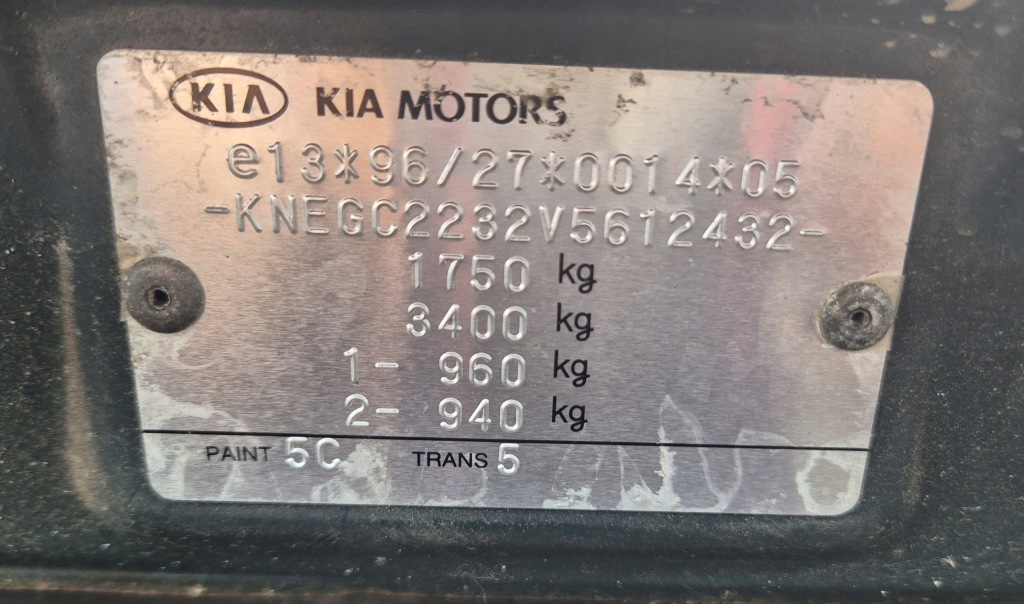 KIA KIA MOTORS
e13*96/27*0014*05
-KNEGC2232V5612432-
1750 kg
3400 kg
1- 960 kg
2- 940 kg
PAINT 5C TRANS 5